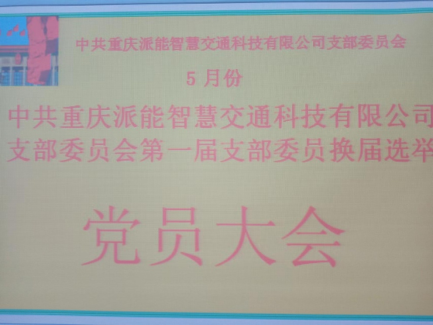 中共重庆派能智慧交通科技有限公司支部委员会
5月份
中共重庆派能智慧交通科技有限公司
支部委员会第一届支部委员换届选举
党员大会